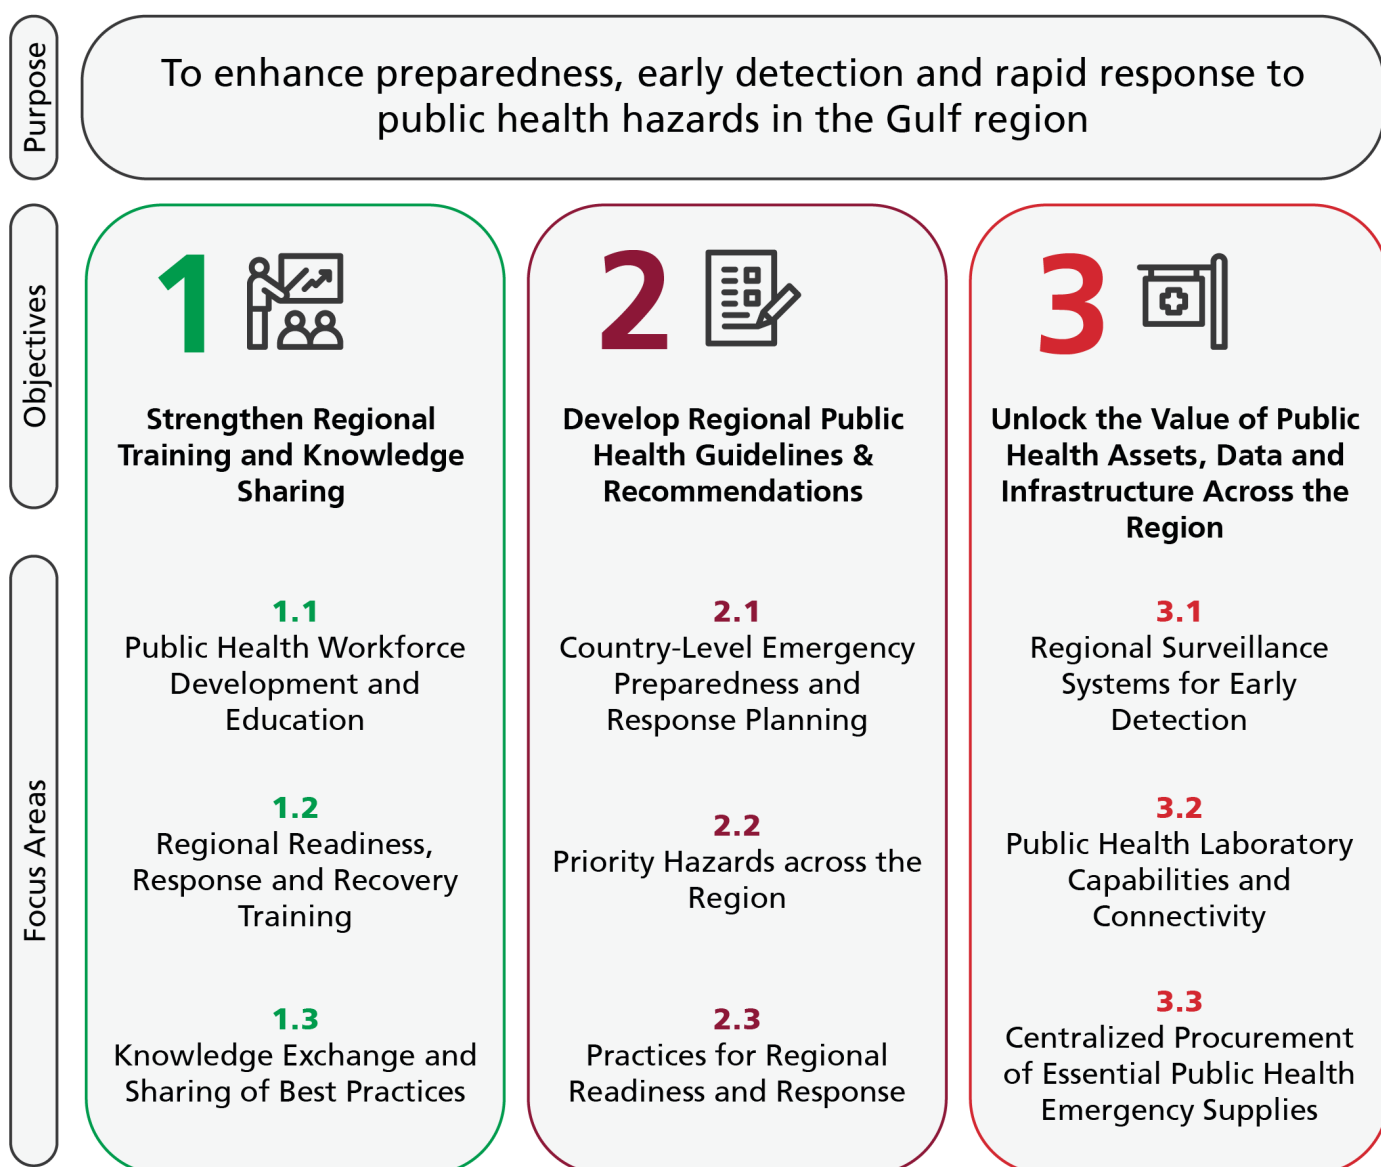 Purpose
To enhance preparedness, early detection and rapid response to
public health hazards in the Gulf region
Objectives
1
Strengthen Regional
Training and Knowledge
Sharing
2
Develop Regional Public
Health Guidelines &
Recommendations
3
Unlock the Value of Public
Health Assets, Data and
Infrastructure Across the
Region
Focus Areas
1.1
Public Health Workforce
Development and
Education
1.2
Regional Readiness,
Response and Recovery
Training
1.3
Knowledge Exchange and
Sharing of Best Practices
2.1
Country-Level Emergency
Preparedness and
Response Planning
2.2
Priority Hazards across the
Region
2.3
Practices for Regional
Readiness and Response
3.1
Regional Surveillance
Systems for Early
Detection
3.2
Public Health Laboratory
Capabilities and
Connectivity
3.3
Centralized Procurement
of Essential Public Health
Emergency Supplies